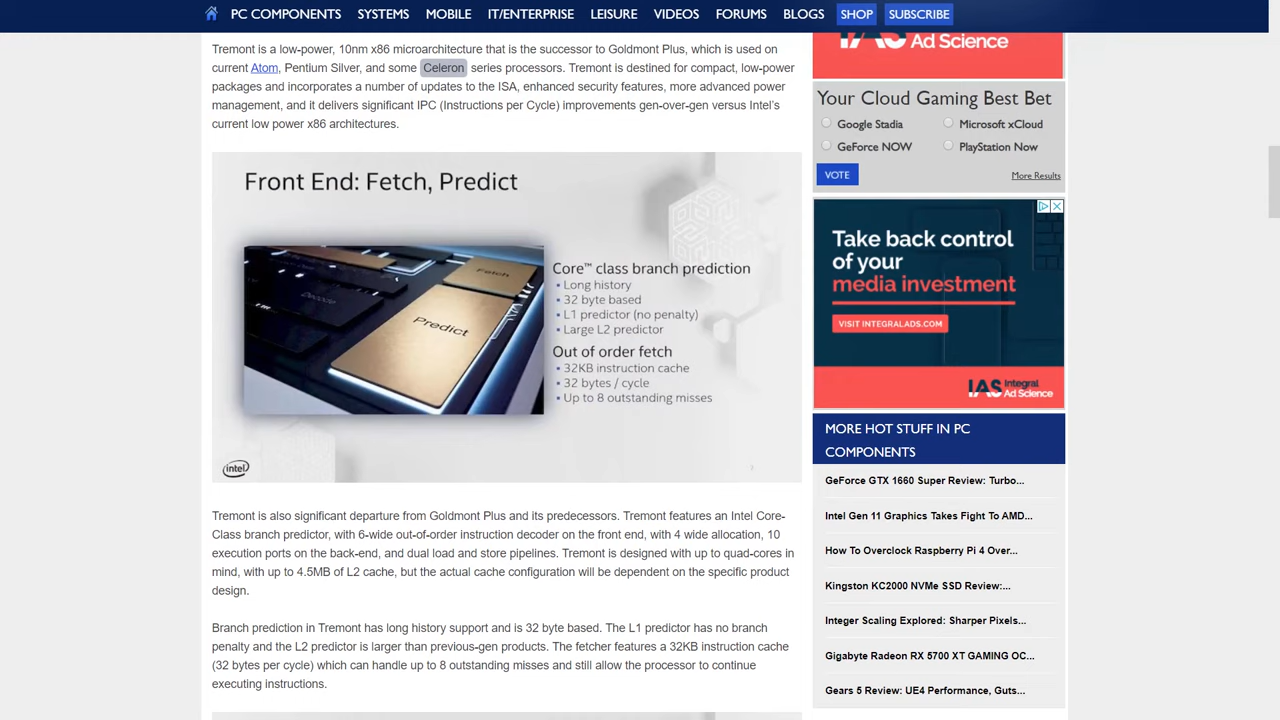 PC COMPONENTS SYSTEMS MOBILE IT/ENTERPRISE LEISURE VIDEOS FORUMS BLOGS SHOP SUBSCRIBE
Tremont is a low-power, 10nm x86 microarchitecture that is the successor to Goldmont Plus, which is used on
current Atom, Pentium Silver, and some Celeron series processors. Tremont is destined for compact, low-power
packages and incorporates a number of updates to the ISA, enhanced security features, more advanced power
management, and it delivers significant IPC (Instructions per Cycle) improvements gen-over-gen versus Intel's
current low power x86 architectures.
Front End: Fetch, Predict
Fetch
Decode
Predict
Core™ class branch prediction
• Long history
• 32 byte based
• L1 predictor (no penalty)
• Large L2 predictor
Out of order fetch
• 32KB instruction cache
• 32 bytes / cycle
• Up to 8 outstanding misses
intel
Tremont is also significant departure from Goldmont Plus and its predecessors. Tremont features an Intel Core-
Class branch predictor, with 6-wide out-of-order instruction decoder on the front end, with 4 wide allocation, 10
execution ports on the back-end, and dual load and store pipelines. Tremont is designed with up to quad-cores in
mind, with up to 4.5MB of L2 cache, but the actual cache configuration will be dependent on the specific product
design.
Branch prediction in Tremont has long history support and is 32 byte based. The L1 predictor has no branch
penalty and the L2 predictor is larger than previous-gen products. The fetcher features a 32KB instruction cache
(32 bytes per cycle) which can handle up to 8 outstanding misses and still allow the processor to continue
executing instructions.
IAS Ad Science
Your Cloud Gaming Best Bet
Google Stadia Microsoft xCloud
GeForce NOW PlayStation Now
VOTE More Results
Take back control
of your
media investment
VISIT INTEGRALADS.COM
IAS Integral
Ad Science
MORE HOT STUFF IN PC
COMPONENTS
GeForce GTX 1660 Super Review: Turbo...
Intel Gen 11 Graphics Takes Fight To AMD...
How To Overclock Raspberry Pi 4 Over...
Kingston KC2000 NVMe SSD Review:...
Integer Scaling Explored: Sharper Pixels...
Gigabyte Radeon RX 5700 XT GAMING OC...
Gears 5 Review: UE4 Performance, Guts...